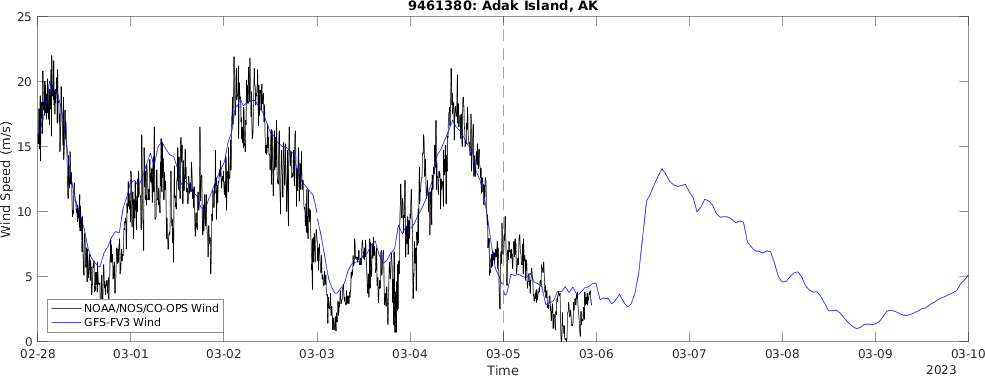 9461380: Adak Island, AK
Wind Speed (m/s)
25
20
15
10
5
0
NOAA/NOS/CO-OPS Wind
GFS-FV3 Wind
02-28 03-01 03-02 03-03 03-04 03-05 03-06 03-07 03-08 03-09 03-10
Time
2023